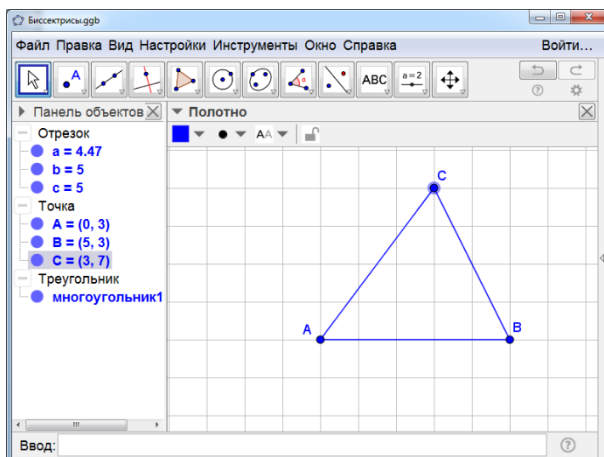 Биссектрисы.ggb
Файл Правка Вид Настройки Инструменты Окно Справка Войти...
A ABC a=2
Панель объектов
Полотно
AA
Отрезок
a = 4.47
b = 5
c = 5
Точка
A = (0, 3)
B = (5, 3)
C = (3, 7)
Треугольник
многоугольник1
C
A
B
Ввод: